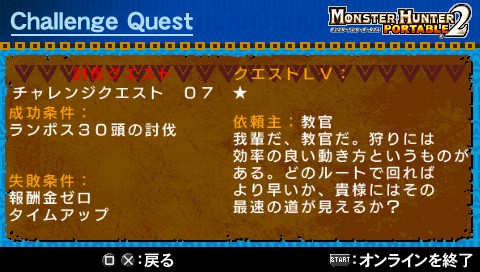 Challenge Quest
MONSTER HUNTER
PORTABLE 2
討伐クエスト
チャレンジクエスト 07
成功条件：
ランポス30頭の討伐
失敗条件：
報酬金ゼロ
タイムアップ
クエストLV：
★
依頼主：教官
我輩だ、教官だ。狩りには
効率の良い動き方というものが
ある。どのルートで回れば
より早いか、貴様にはその
最速の道が見えるか？
□×:戻る
START:オンラインを終了